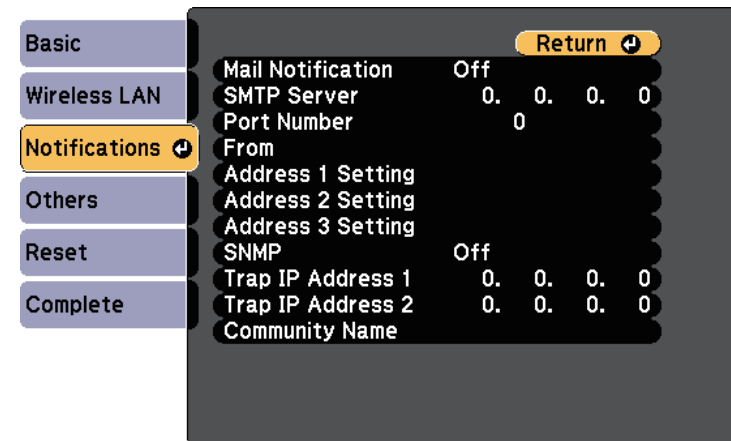 Basic
Wireless LAN
Notifications
Others
Reset
Complete
Return
Mail Notification Off
SMTP Server 0. 0. 0. 0
Port Number 0
From
Address 1 Setting
Address 2 Setting
Address 3 Setting
SNMP Off
Trap IP Address 1 0. 0. 0. 0
Trap IP Address 2 0. 0. 0. 0
Community Name